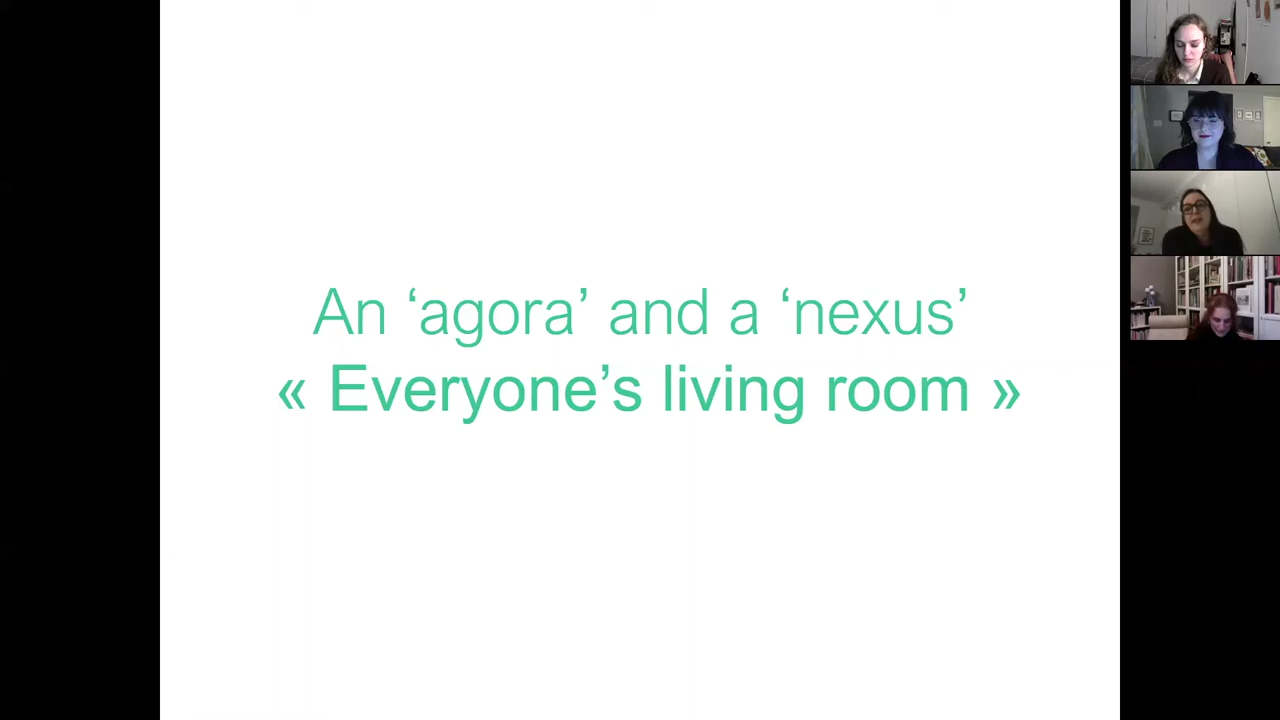 An ‘agora’ and a ‘nexus’
« Everyone’s living room »